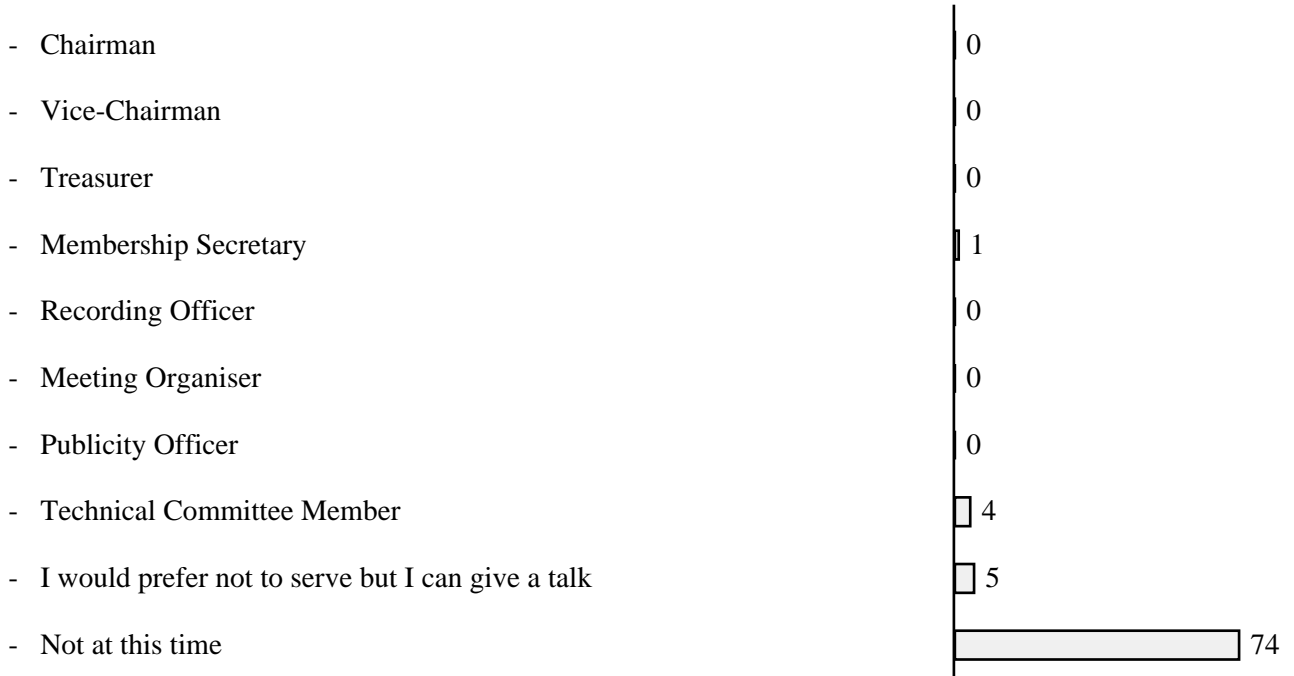 - Chairman 0
- Vice-Chairman 0
- Treasurer 0
- Membership Secretary 1
- Recording Officer 0
- Meeting Organiser 0
- Publicity Officer 0
- Technical Committee Member 4
- I would prefer not to serve but I can give a talk 5
- Not at this time 74